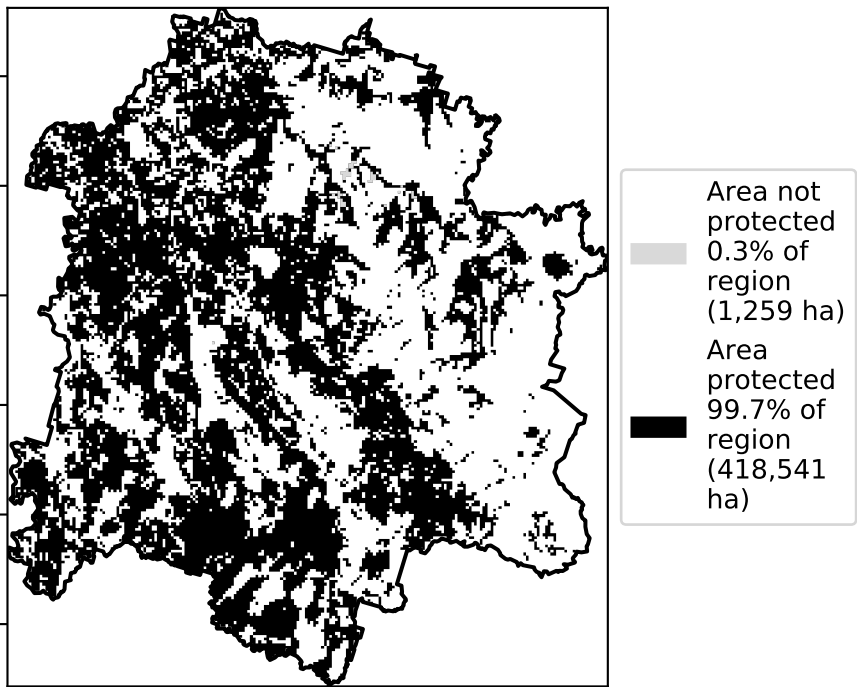 Area not
protected
0.3% of
region
(1,259 ha)
Area
protected
99.7% of
region
(418,541
ha)